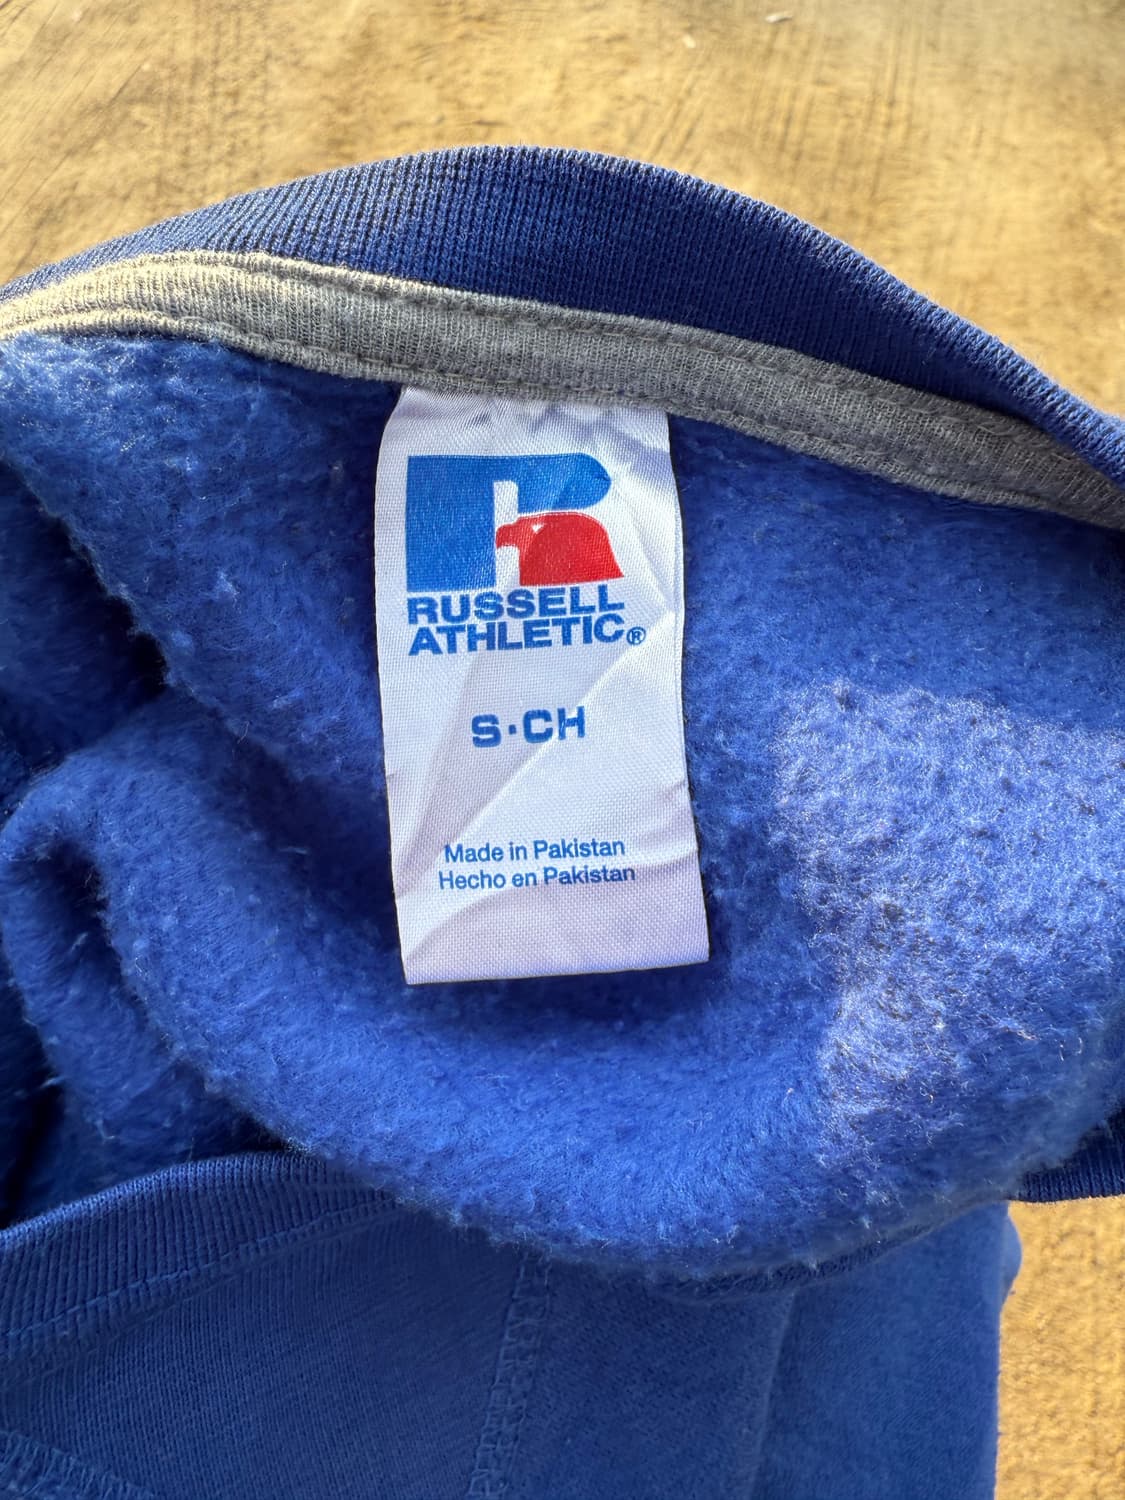 RUSSELL
ATHLETIC®
S·CH
Made in Pakistan
Hecho en Pakistan